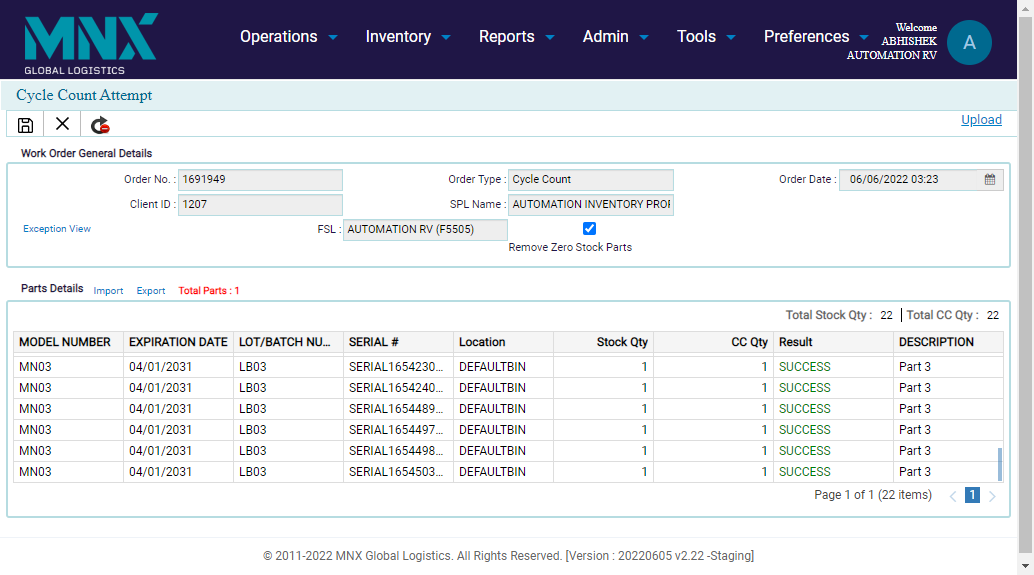 MNX
GLOBAL LOGISTICS
Operations Inventory Reports Admin Tools Preferences
Welcome
ABHISHEK
AUTOMATION RV
A
Cycle Count Attempt
Upload
Work Order General Details
Order No. : 1691949 Order Type : Cycle Count Order Date : 06/06/2022 03:23
Client ID : 1207 SPL Name : AUTOMATION INVENTORY PROF
Exception View FSL : AUTOMATION RV (F5505)
Remove Zero Stock Parts
Parts Details Import Export Total Parts : 1
Total Stock Qty : 22 Total CC Qty : 22
MODEL NUMBER EXPIRATION DATE LOT/BATCH NU... SERIAL # Location Stock Qty CC Qty Result DESCRIPTION
MN03 04/01/2031 LB03 SERIAL1654230... DEFAULTBIN 1 1 SUCCESS Part 3
MN03 04/01/2031 LB03 SERIAL1654240... DEFAULTBIN 1 1 SUCCESS Part 3
MN03 04/01/2031 LB03 SERIAL1654489... DEFAULTBIN 1 1 SUCCESS Part 3
MN03 04/01/2031 LB03 SERIAL1654497... DEFAULTBIN 1 1 SUCCESS Part 3
MN03 04/01/2031 LB03 SERIAL1654498... DEFAULTBIN 1 1 SUCCESS Part 3
MN03 04/01/2031 LB03 SERIAL1654503... DEFAULTBIN 1 1 SUCCESS Part 3
Page 1 of 1 (22 items) 1
© 2011-2022 MNX Global Logistics. All Rights Reserved. [Version : 20220605 v2.22 -Staging]